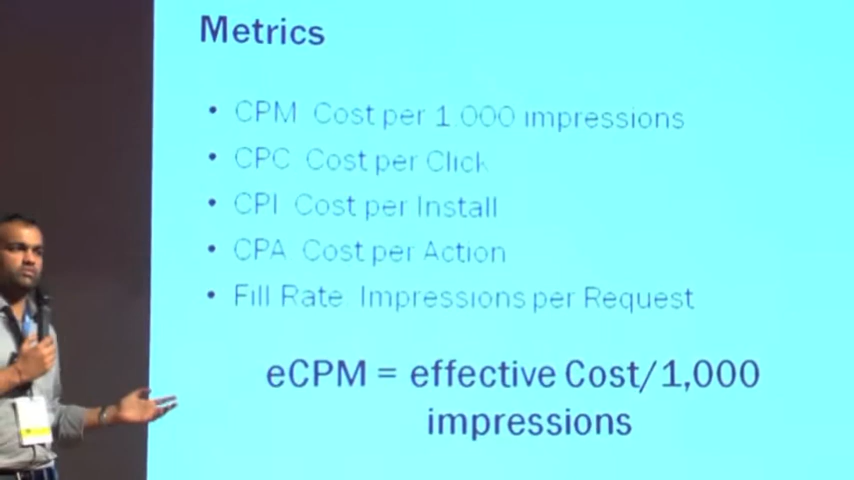 Metrics
• CPM Cost per 1,000 impressions
• CPC Cost per Click
• CPI Cost per Install
• CPA Cost per Action
• Fill Rate Impressions per Request
eCPM = effective Cost/1,000
impressions